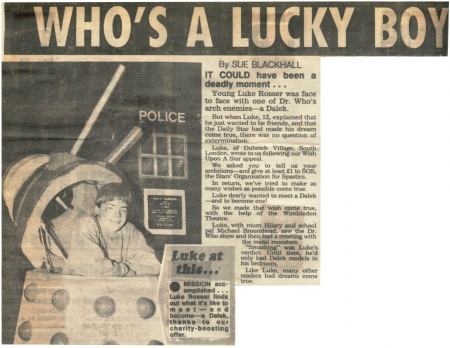 WHO'S A LUCKY BOY
By SUE BLACKHALL
IT COULD have been a
deadly moment . . .
Young Luke Rosser was face
to face with one of Dr. Who's
arch enemies—a Dalek.
But when Luke, 12, explained that
he just wanted to be friends, and that
the Daily Star had made his dream
come true, there was no question of
extermination.
Luke, of Dulwich Village, South
London, wrote to us following our Wish
Upon A Star appeal.
We asked you to tell us your
ambitions—and give at least £1 to SOS,
the Stars' Organisation for Spastics.
In return, we've tried to make as
many wishes as possible come true.
Luke dearly wanted to meet a Dalek
—and to become one!
So we made that wish come true,
with the help of the Wimbledon
Theatre.
Luke, with mum Hilary and school
pal Michael Broomhead, saw the Dr.
Who show and then had a meeting with
the metal monsters.
"Smashing" was Luke's
verdict. Until then, he'd
only had Dalek models in
his bedroom.
Like Luke, many other
readers had dreams come
true.
POLICE
Luke at
this...
MISSION acc-
omplished . . .
Luke Rosser finds
out what it's like to
meet — and
become—a Dalek,
thanks to our
charity-boosting
offer.